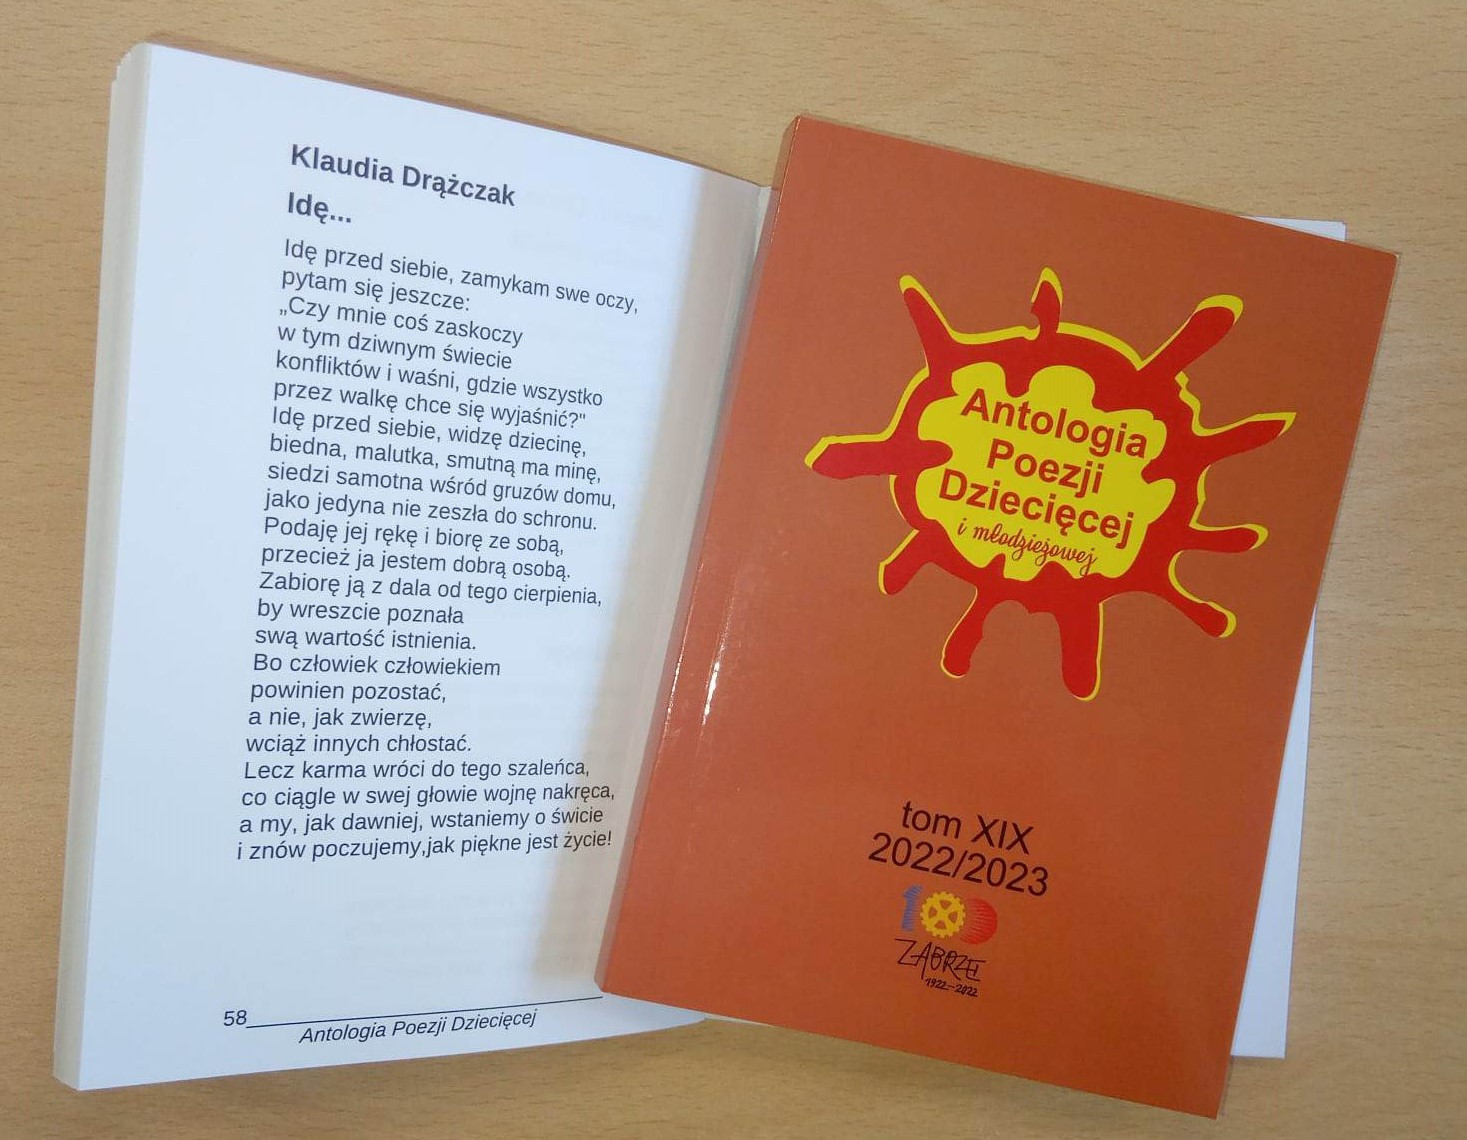 Klaudia Drążczak
Idę...
Idę przed siebie, zamykam swe oczy,
pytam się jeszcze:
„Czy mnie coś zaskoczy
w tym dziwnym świecie
konfliktów i waśni, gdzie wszystko
przez walkę chce się wyjaśnić?"
Idę przed siebie, widzę dziecinę,
biedna, malutka, smutną ma minę,
siedzi samotna wśród gruzów domu,
jako jedyna nie zeszła do schronu.
Podaję jej rękę i biorę ze sobą,
przecież ja jestem dobrą osobą.
Zabiorę ją z dala od tego cierpienia,
by wreszcie poznała
swą wartość istnienia.
Bo człowiek człowiekiem
powinien pozostać,
a nie, jak zwierzę,
wciąż innych chłostać.
Lecz karma wróci do tego szaleńca,
co ciągle w swej głowie wojnę nakręca,
a my, jak dawniej, wstaniemy o świcie
i znów poczujemy,jak piękne jest życie!
58
Antologia Poezji Dziecięcej
Antologia
Poezji
Dziecięcej
i młodzieżowej
tom XIX
2022/2023
100
ZABRZE
1922-2022